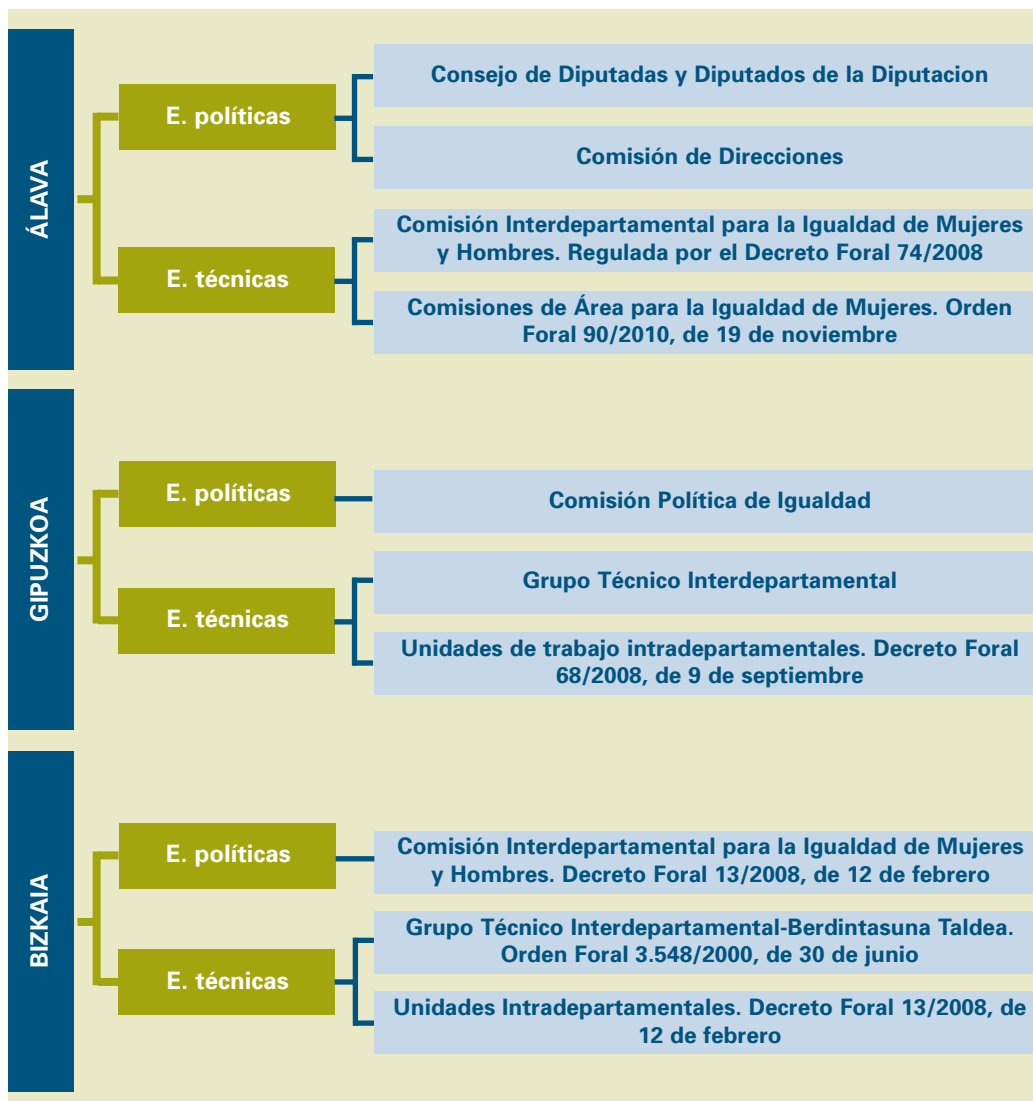 ÁLAVA
E. políticas
Consejo de Diputadas y Diputados de la Diputacion
Comisión de Direcciones
E. técnicas
Comisión Interdepartamental para la Igualdad de Mujeres
y Hombres. Regulada por el Decreto Foral 74/2008
Comisiones de Área para la Igualdad de Mujeres. Orden
Foral 90/2010, de 19 de noviembre
GIPUZKOA
E. políticas
Comisión Política de Igualdad
E. técnicas
Grupo Técnico Interdepartamental
Unidades de trabajo intradepartamentales. Decreto Foral
68/2008, de 9 de septiembre
BIZKAIA
E. políticas
Comisión Interdepartamental para la Igualdad de Mujeres
y Hombres. Decreto Foral 13/2008, de 12 de febrero
E. técnicas
Grupo Técnico Interdepartamental-Berdintasuna Taldea.
Orden Foral 3.548/2000, de 30 de junio
Unidades Intradepartamentales. Decreto Foral 13/2008, de
12 de febrero